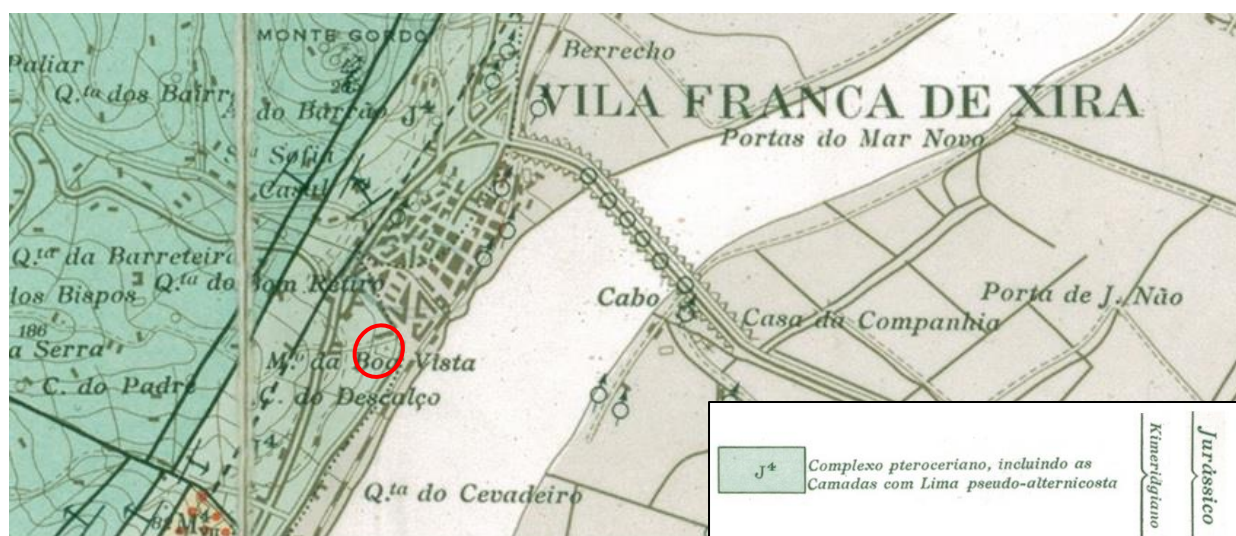 MONTE GORDO
Berrecho
Paliar
Q.ta dos Bairr
A do Barrão
J4
VILA FRANCA DE XIRA
Portas do Mar Novo
Sta Sofia
Casal
Q.ta da Barreteira
los Bispos
Q.ta do Bom Retiro
Cabo
Porta de J. Não
Casa da Companhia
186
a Serra
M.o da Boa Vista
C. do Padre
C. do Descalço
J4
Q.ta do Cevadeiro
J4
Complexo pteroceriano, incluindo as
Camadas com Lima pseudo-alternicosta
Kimeridgiano
Jurássico